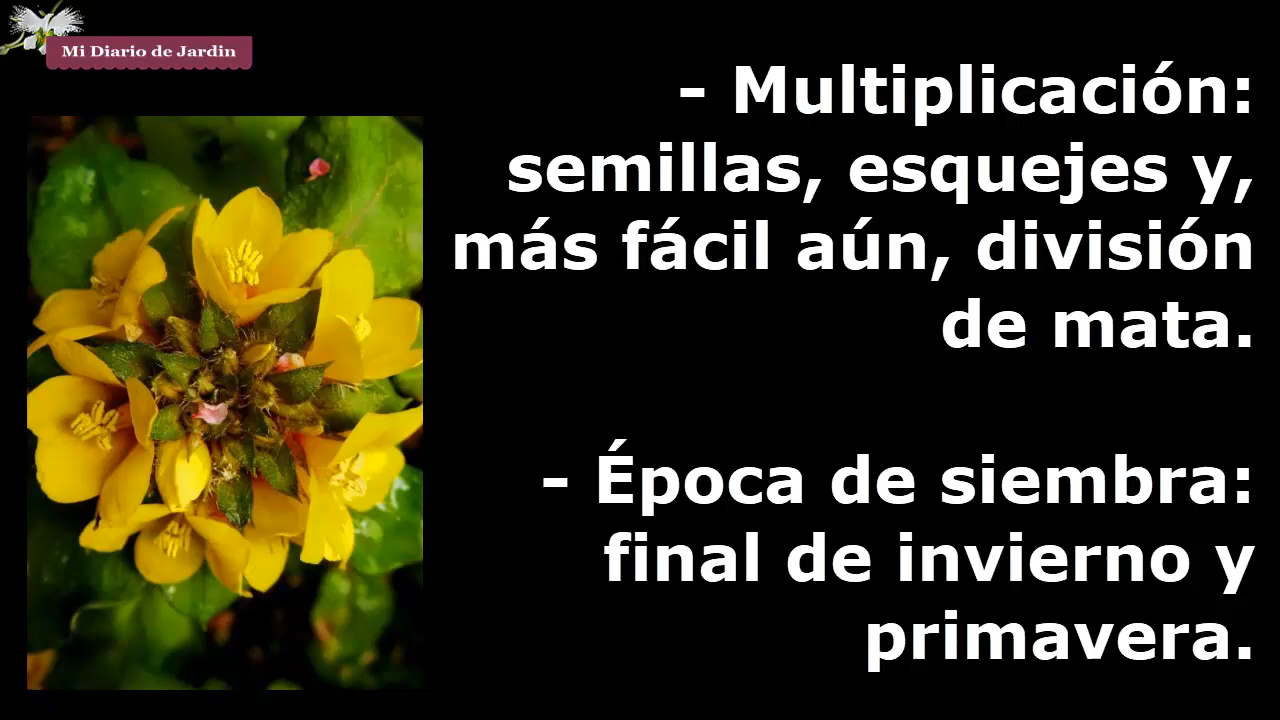 Mi Diario de Jardin
- Multiplicación:
semillas, esquejes y,
más fácil aún, división
de mata.
- Época de siembra:
final de invierno y
primavera.